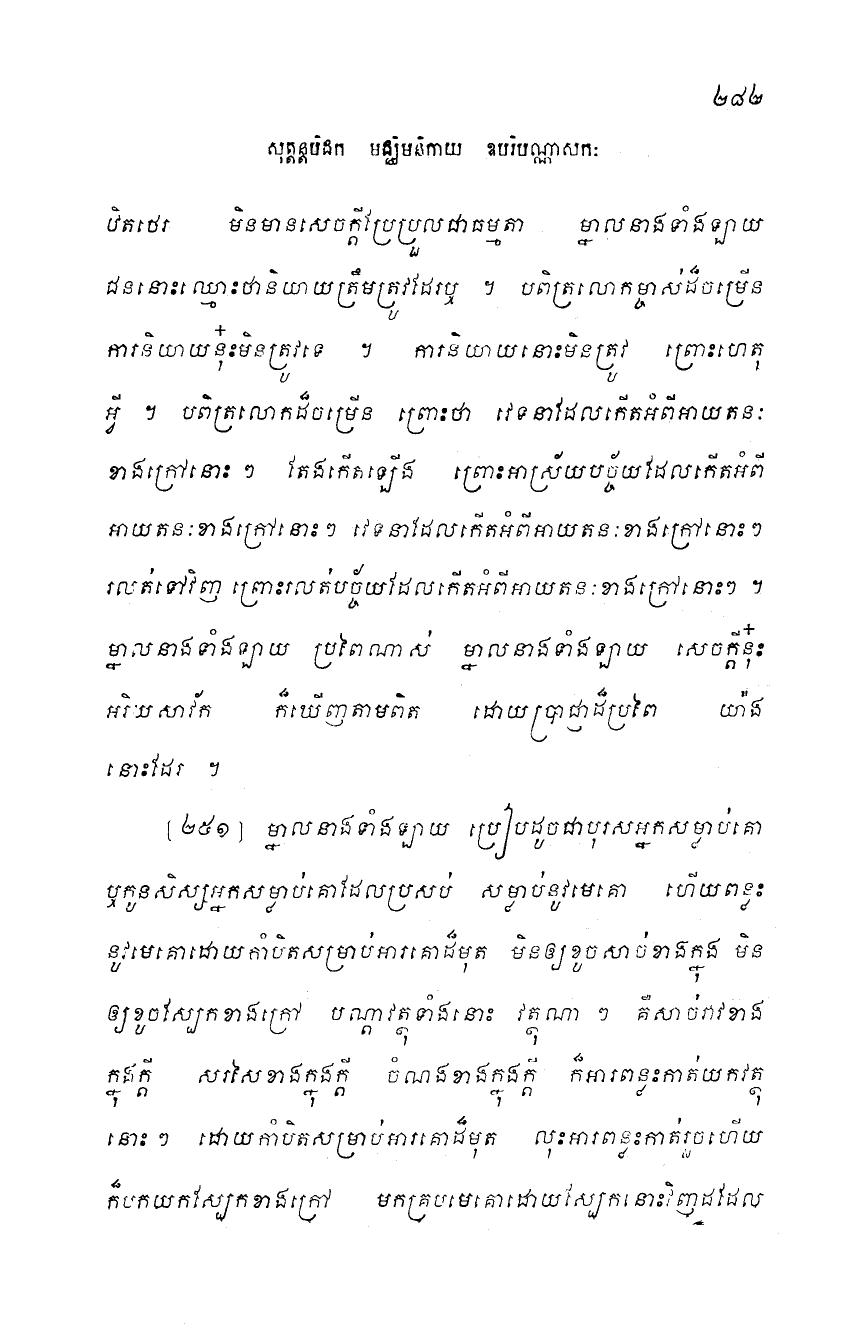 ២៨២
សុត្តន្តបិដក មជ្ឈិមនិកាយ ឧបរិបណ្ណាសកៈ
ឋិតថេរ មិនមានសេចក្តីប្រែប្រួលជាធម្មតា ម្នាលនាងទាំងឡាយ
ជននោះឈ្មោះថានិយាយត្រឹមត្រូវដែរឬ ។ បពិត្រលោកម្ចាស់ដ៏ចម្រើន
ការនិយាយនុ៎ះមិនត្រូវទេ ។ ការនិយាយនោះមិនត្រូវ ព្រោះហេតុ
អ្វី ។ បពិត្រលោកដ៏ចម្រើន ព្រោះថា វេទនាដែលកើតអំពីអាយតនៈ
ខាងក្រៅនោះ ៗ តែងកើតឡើង ព្រោះអាស្រ័យបច្ច័យដែលកើតអំពី
អាយតនៈខាងក្រៅនោះ ៗ វេទនាដែលកើតអំពីអាយតនៈខាងក្រៅនោះ ៗ
រលត់ទៅវិញ ព្រោះរលត់បច្ច័យដែលកើតអំពីអាយតនៈខាងក្រៅនោះៗ ។
ម្នាលនាងទាំងឡាយ ប្រពៃណាស់ ម្នាលនាងទាំងឡាយ សេចក្តីនុ៎ះ
អរិយសាវ័ក ក៏ឃើញតាមពិត ដោយប្រាជ្ញាដ៏ប្រពៃ យ៉ាង
នោះដែរ ។
[២៥១] ម្នាលនាងទាំងឡាយ ប្រៀបដូចជាបុរសអ្នកសម្លាប់គោ
ឬកូនសិស្សអ្នកសម្លាប់គោដែលប្រសប់ សម្លាប់នូវមេគោ ហើយពន្លះ
នូវមេគោដោយកាំបិតសម្រាប់អារគោដ៏មុត មិនឲ្យខូចសាច់ខាងក្នុង មិន
ឲ្យខូចស្បែកខាងក្រៅ បណ្តាវត្ថុទាំងនោះ វត្ថុណា ៗ គឺសាច់រាវខាង
ក្នុងក្តី សរសៃខាងក្នុងក្តី ចំណងខាងក្នុងក្តី ក៏អារពន្លះកាត់យកវត្ថុ
នោះ ៗ ដោយកាំបិតសម្រាប់អារគោដ៏មុត លុះអារពន្លះកាត់រួចហើយ
ក៏បកយកស្បែកខាងក្រៅ មកគ្របមេគោដោយស្បែកនោះវិញដដែល